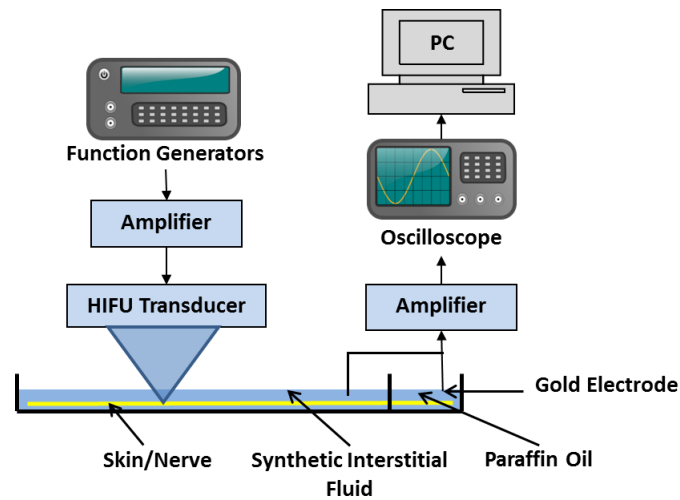 PC
Function Generators
Oscilloscope
Amplifier
HIFU Transducer
Amplifier
Gold Electrode
Skin/Nerve
Synthetic Interstitial
Fluid
Paraffin Oil